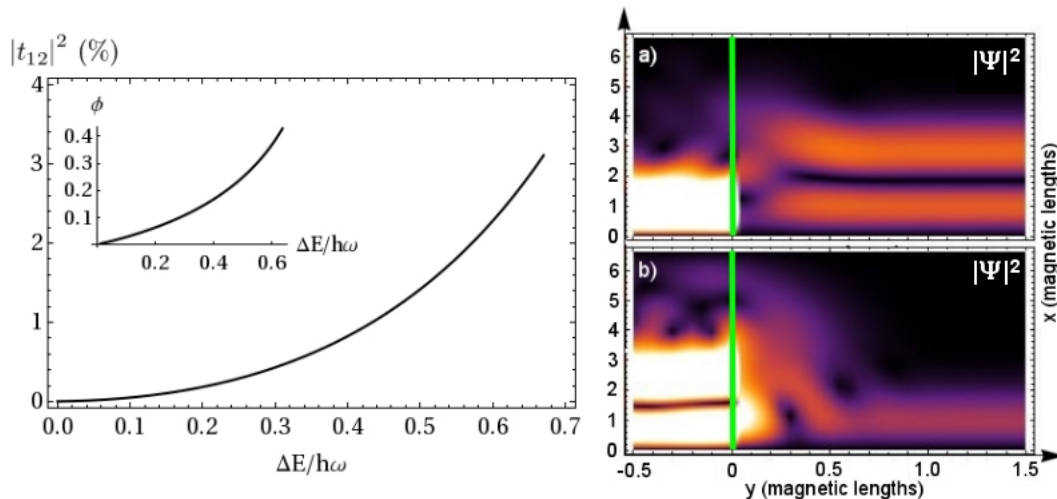 |t₁₂|² (%)
4
3
2
1
0
0.0 0.1 0.2 0.3 0.4 0.5 0.6 0.7
ΔE/hω
ϕ
0.4
0.3
0.2
0.1
0.2 0.4 0.6
ΔE/hω
a)
|Ψ|²
6
5
4
3
2
1
0
b)
|Ψ|²
6
5
4
3
2
1
0
-0.5 0 0.5 1.0 1.5
y (magnetic lengths)
x (magnetic lengths)